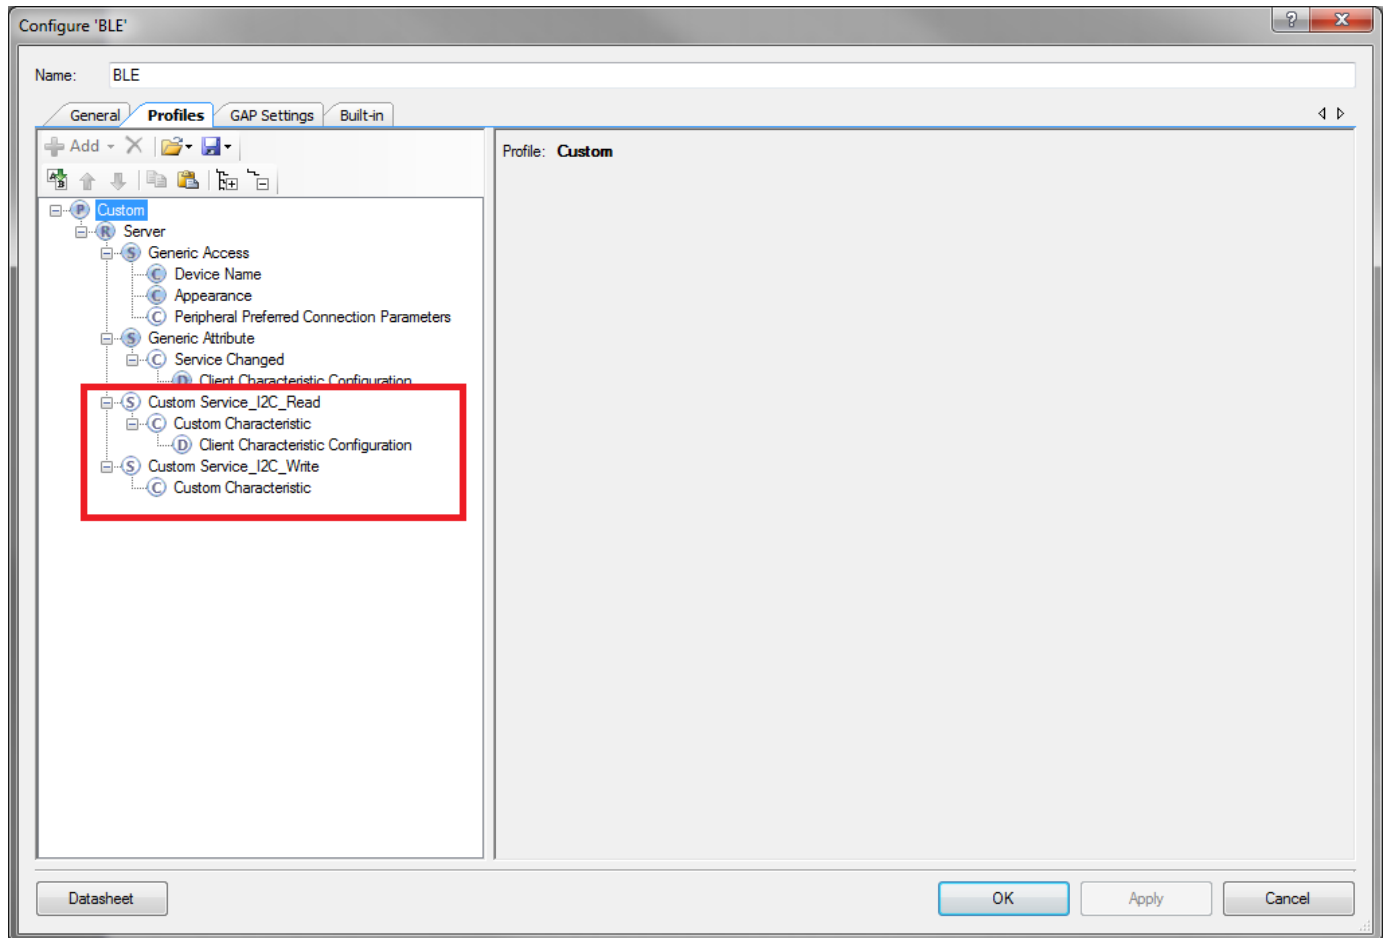 Configure 'BLE'
Name: BLE
General Profiles GAP Settings Built-in
Add
Profile: Custom
P Custom
R Server
S Generic Access
C Device Name
C Appearance
C Peripheral Preferred Connection Parameters
S Generic Attribute
C Service Changed
D Client Characteristic Configuration
S Custom Service_I2C_Read
C Custom Characteristic
D Client Characteristic Configuration
S Custom Service_I2C_Write
C Custom Characteristic
Datasheet OK Apply Cancel